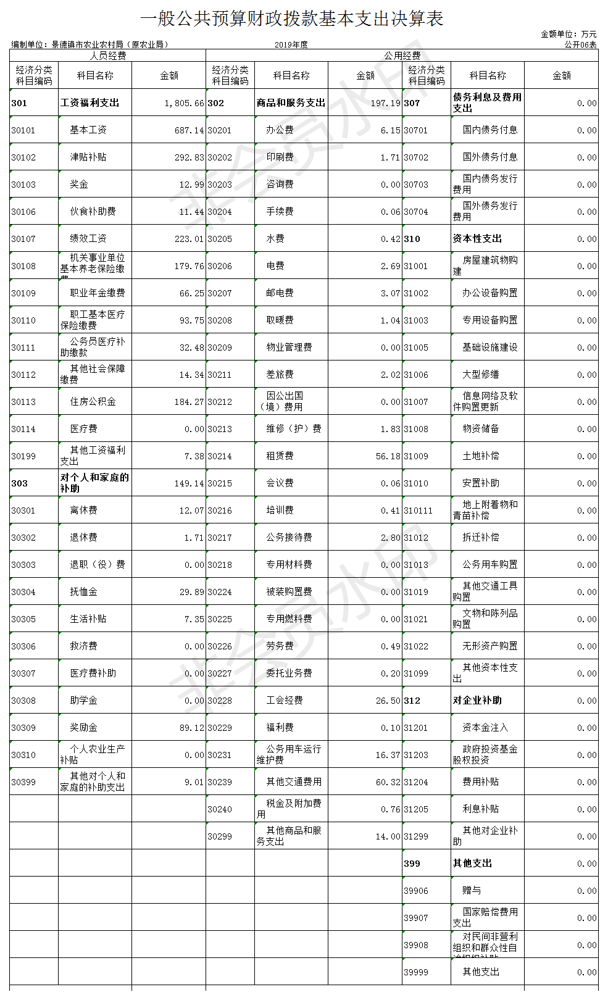 一般公共预算财政拨款基本支出决算表
金额单位：万元
编制单位：景德镇市农业农村局（原农业局） 2019年度 公开06表
人员经费 公用经费
经济分类科目编码 科目名称 金额 经济分类科目编码 科目名称 金额 经济分类科目编码 科目名称 金额
301 工资福利支出 1,805.66 302 商品和服务支出 197.19 307 债务利息及费用支出 0.00
30101 基本工资 687.14 30201 办公费 6.15 30701 国内债务付息 0.00
30102 津贴补贴 292.83 30202 印刷费 1.71 30702 国外债务付息 0.00
30103 奖金 12.99 30203 咨询费 0.00 30703 国内债务发行费用 0.00
30106 伙食补助费 11.44 30204 手续费 0.06 30704 国外债务发行费用 0.00
30107 绩效工资 223.01 30205 水费 0.42 310 资本性支出 0.00
30108 机关事业单位基本养老保险缴费 179.76 30206 电费 2.69 31001 房屋建筑物购建 0.00
30109 职业年金缴费 66.25 30207 邮电费 3.07 31002 办公设备购置 0.00
30110 职工基本医疗保险缴费 93.75 30208 取暖费 1.04 31003 专用设备购置 0.00
30111 公务员医疗补助缴款 32.48 30209 物业管理费 0.00 31005 基础设施建设 0.00
30112 其他社会保障缴费 14.34 30211 差旅费 2.02 31006 大型修缮 0.00
30113 住房公积金 184.27 30212 因公出国（境）费用 0.00 31007 信息网络及软件购置更新 0.00
30114 医疗费 0.00 30213 维修（护）费 1.83 31008 物资储备 0.00
30199 其他工资福利支出 7.38 30214 租赁费 56.18 31009 土地补偿 0.00
303 对个人和家庭的补助 149.14 30215 会议费 0.06 31010 安置补助 0.00
30301 离休费 12.07 30216 培训费 0.41 310111 地上附着物和青苗补偿 0.00
30302 退休费 1.71 30217 公务接待费 2.80 31012 拆迁补偿 0.00
30303 退职（役）费 0.00 30218 专用材料费 0.00 31013 公务用车购置 0.00
30304 抚恤金 29.89 30224 被装购置费 0.00 31019 其他交通工具购置 0.00
30305 生活补贴 7.35 30225 专用燃料费 0.00 31021 文物和陈列品购置 0.00
30306 救济费 0.00 30226 劳务费 0.49 31022 无形资产购置 0.00
30307 医疗费补助 0.00 30227 委托业务费 0.20 31099 其他资本性支出 0.00
30308 助学金 0.00 30228 工会经费 26.50 312 对企业补助 0.00
30309 奖励金 89.12 30229 福利费 0.10 31201 资本金注入 0.00
30310 个人农业生产补贴 0.00 30231 公务用车运行维护费 16.37 31203 政府投资基金股权投资 0.00
30399 其他对个人和家庭的补助支出 9.01 30239 其他交通费用 60.32 31204 费用补贴 0.00
30240 税金及附加费用 0.76 31205 利息补贴 0.00
30299 其他商品和服务支出 14.00 31299 其他对企业补助 0.00
399 其他支出 0.00
39906 赠与 0.00
39907 国家赔偿费用支出 0.00
39908 对民间非营利组织和群众性自治组织补贴 0.00
39999 其他支出 0.00
非会员水印
非会员水印